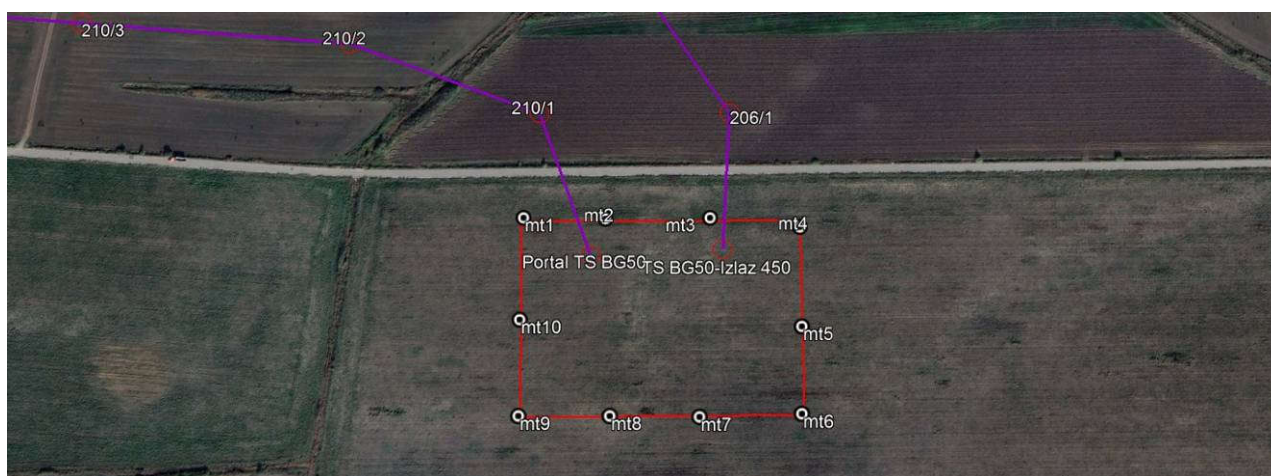 210/3
210/2
210/1
206/1
mt1
mt2
mt3
mt4
Portal TS BG50
TS BG50-Izlaz 450
mt10
mt5
mt9
mt8
mt7
mt6